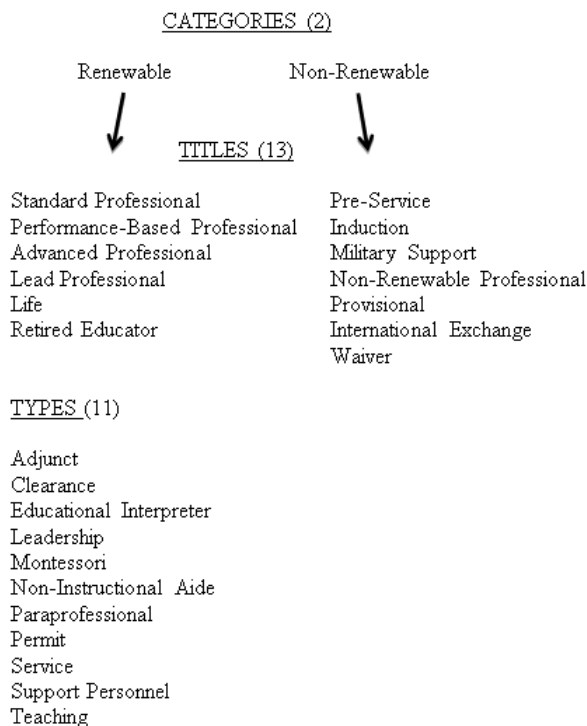 CATEGORIES (2)
Renewable
Non-Renewable
TITLES (13)
Standard Professional
Performance-Based Professional
Advanced Professional
Lead Professional
Life
Retired Educator
Pre-Service
Induction
Military Support
Non-Renewable Professional
Provisional
International Exchange
Waiver
TYPES (11)
Adjunct
Clearance
Educational Interpreter
Leadership
Montessori
Non-Instructional Aide
Paraprofessional
Permit
Service
Support Personnel
Teaching